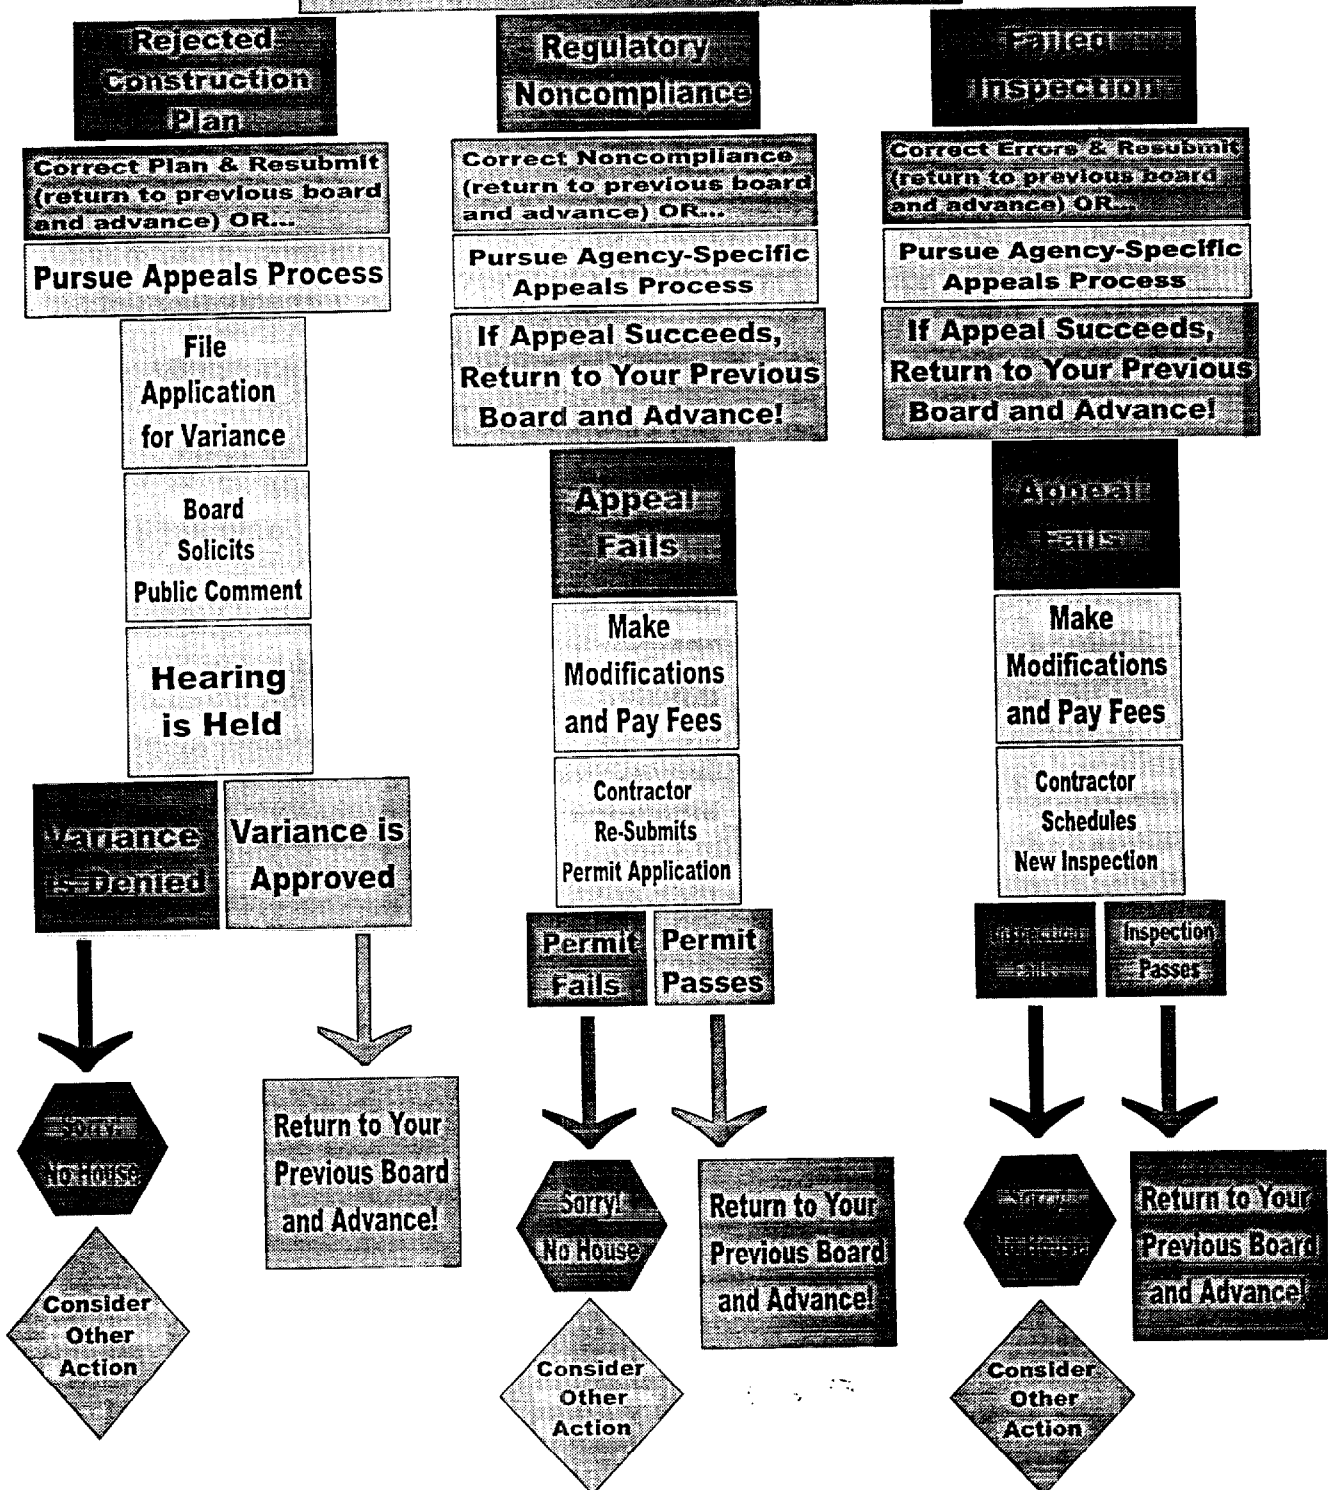 Rejected
Construction
Plan
Correct Plan & Resubmit
(return to previous board
and advance) OR...
Pursue Appeals Process
File
Application
for Variance
Board
Solicits
Public Comment
Hearing
is Held
Variance
is Denied
Variance is
Approved
Sorry!
No House
Return to Your
Previous Board
and Advance!
Consider
Other
Action
Regulatory
Noncompliance
Correct Noncompliance
(return to previous board
and advance) OR...
Pursue Agency-Specific
Appeals Process
If Appeal Succeeds,
Return to Your Previous
Board and Advance!
Appeal
Fails
Make
Modifications
and Pay Fees
Contractor
Re-Submits
Permit Application
Permit
Fails
Permit
Passes
Sorry!
No House
Return to Your
Previous Board
and Advance!
Consider
Other
Action
Failed
Inspection
Correct Errors & Resubmit
(return to previous board
and advance) OR...
Pursue Agency-Specific
Appeals Process
If Appeal Succeeds,
Return to Your Previous
Board and Advance!
Appeal
Fails
Make
Modifications
and Pay Fees
Contractor
Schedules
New Inspection
Inspection
Fails
Inspection
Passes
Sorry!
No House
Return to Your
Previous Board
and Advance!
Consider
Other
Action